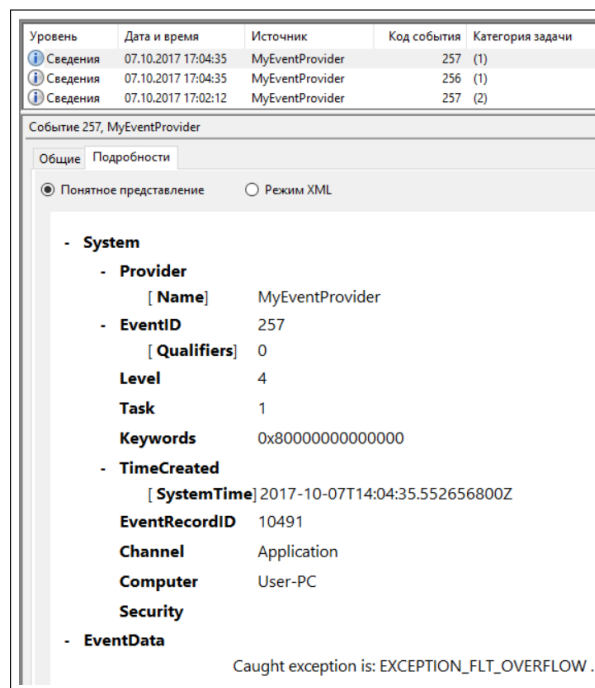 Уровень Дата и время Источник Код события Категория задачи
Сведения 07.10.2017 17:04:35 MyEventProvider 257 (1)
Сведения 07.10.2017 17:04:35 MyEventProvider 256 (1)
Сведения 07.10.2017 17:02:12 MyEventProvider 257 (2)
Событие 257, MyEventProvider
Общие Подробности
Понятное представление Режим XML
- System
- Provider
[ Name] MyEventProvider
- EventID 257
[ Qualifiers] 0
Level 4
Task 1
Keywords 0x80000000000000
- TimeCreated
[ SystemTime] 2017-10-07T14:04:35.552656800Z
EventRecordID 10491
Channel Application
Computer User-PC
Security
- EventData
Caught exception is: EXCEPTION_FLT_OVERFLOW .